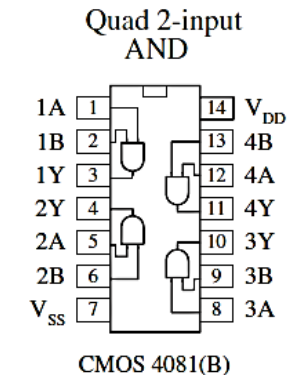 Quad 2-input
AND
1A 1 14 VDD
1B 2 13 4B
1Y 3 12 4A
2Y 4 11 4Y
2A 5 10 3Y
2B 6 9 3B
VSS 7 8 3A
CMOS 4081(B)